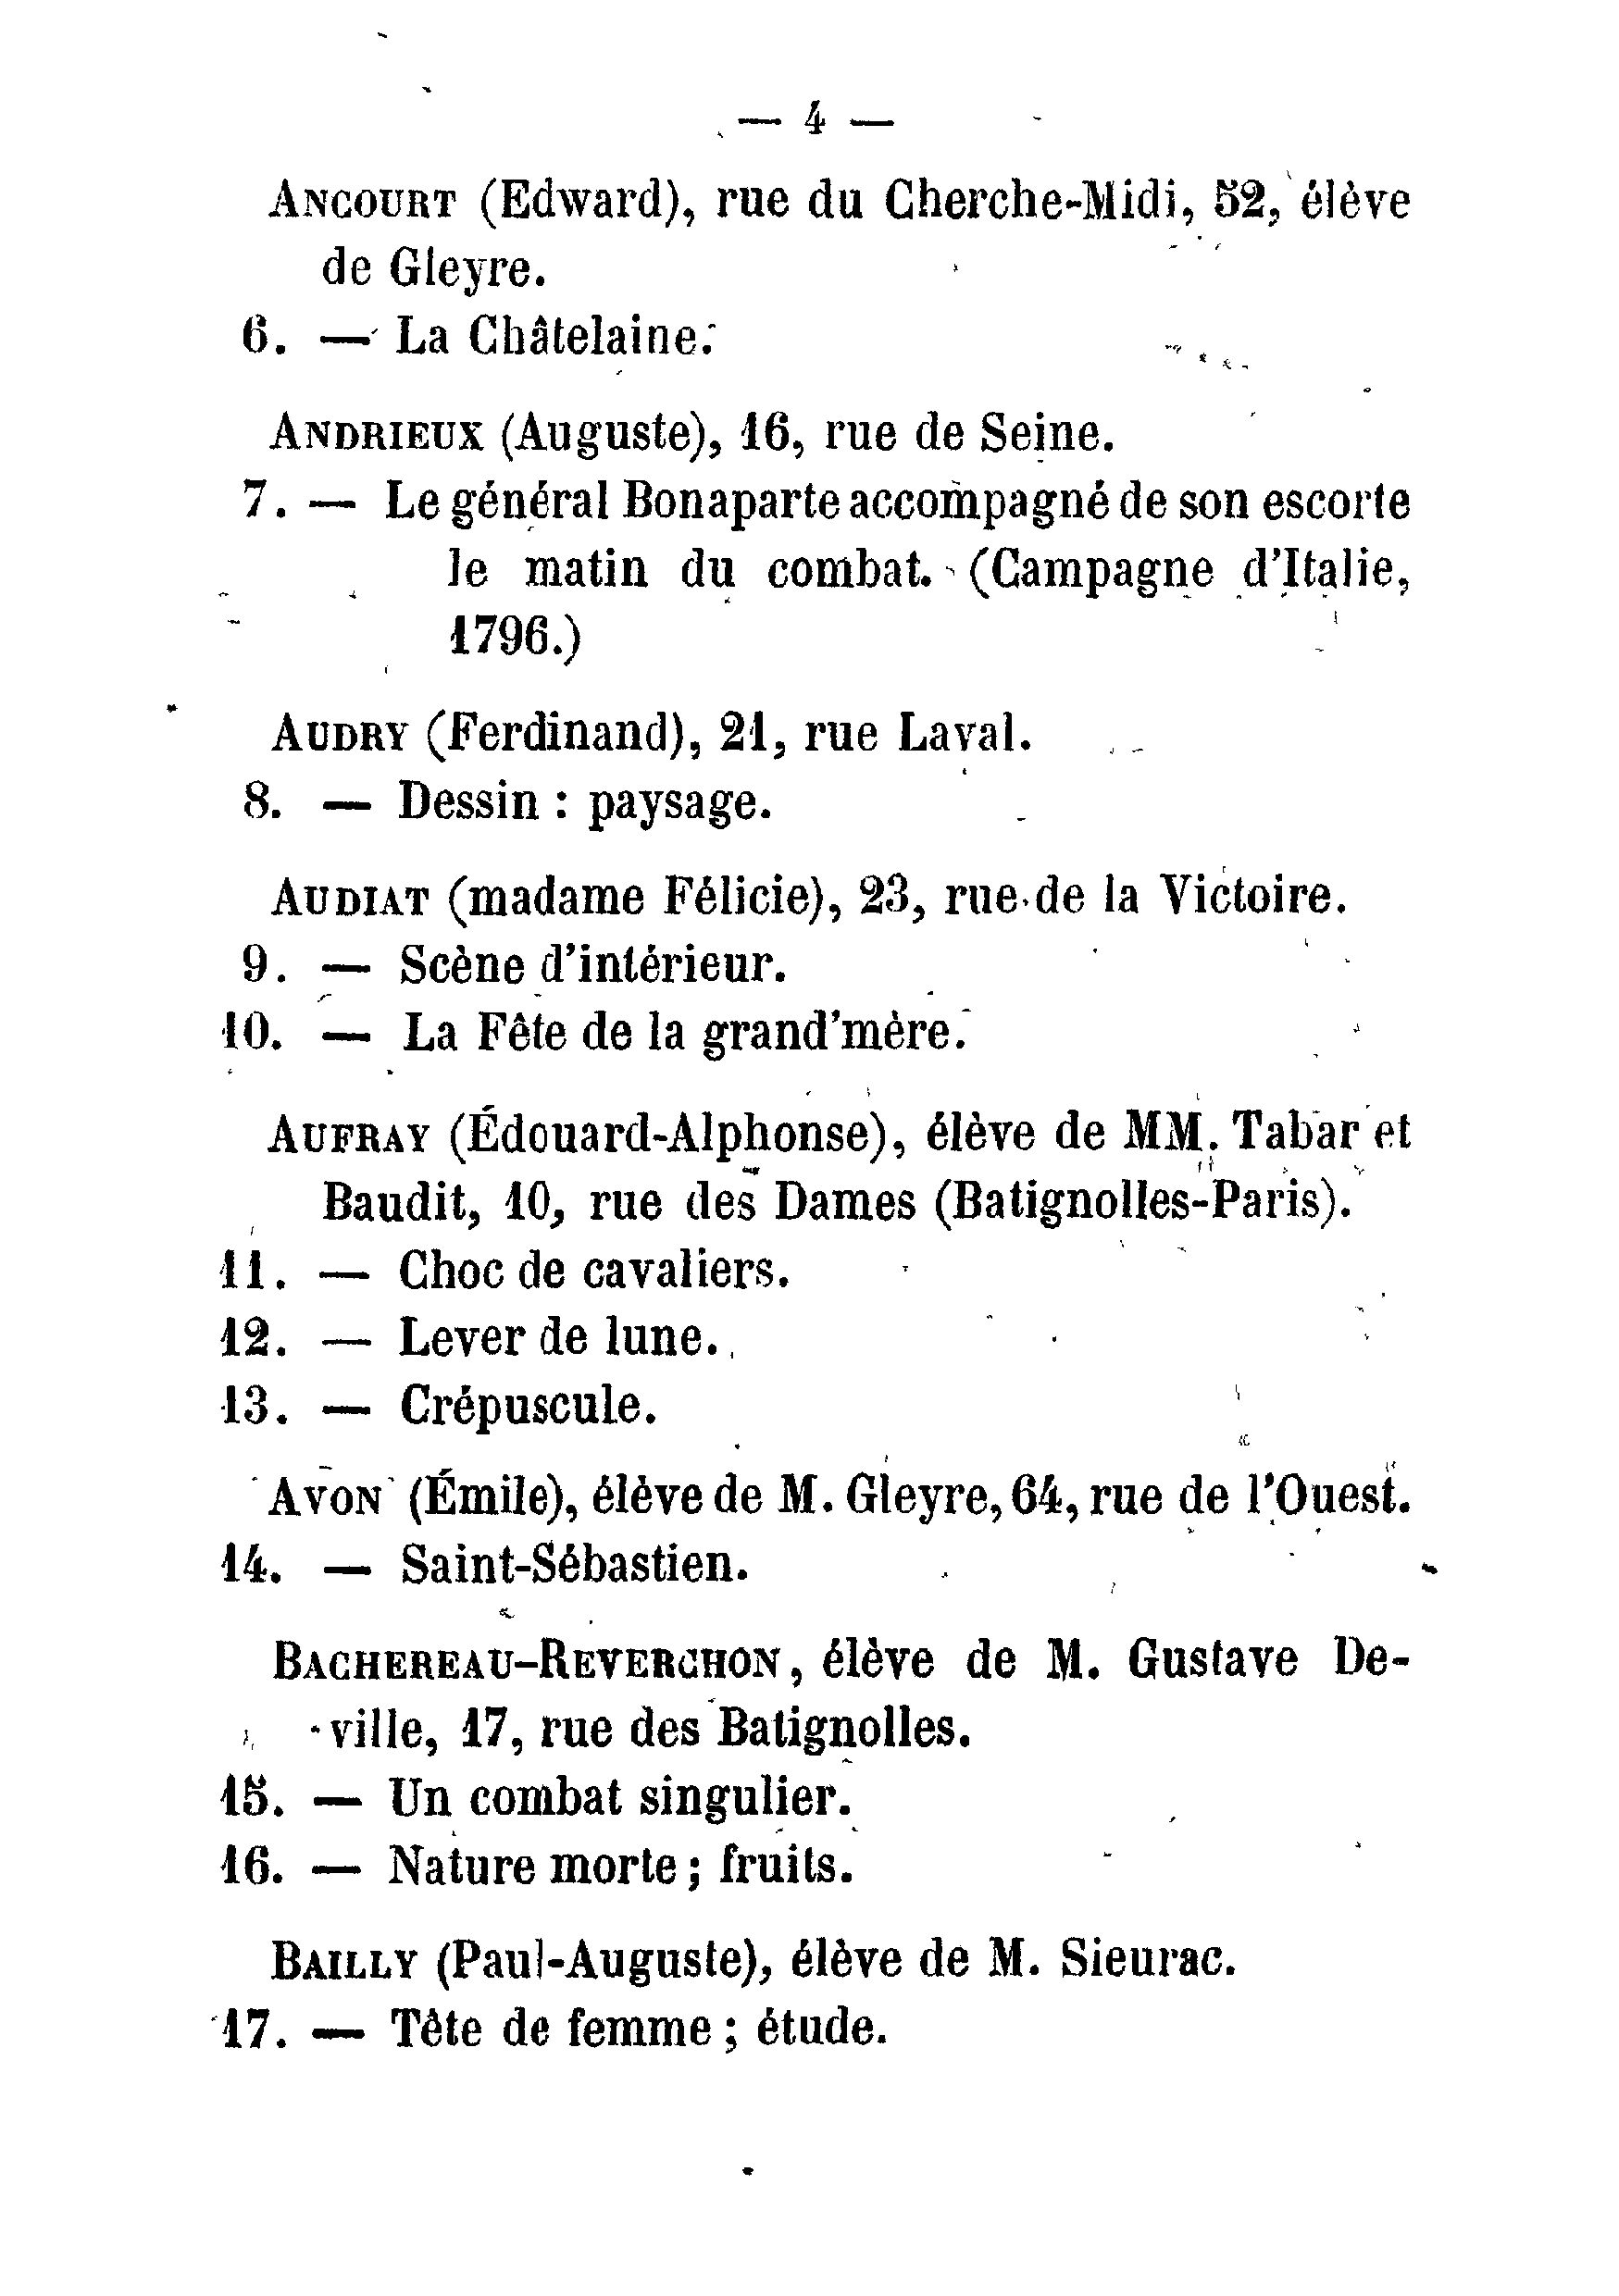 — 4 —
ANCOURT (Edward), rue du Cherche-Midi, 52, élève
de Gleyre.
6. — La Châtelaine.
ANDRIEUX (Auguste), 16, rue de Seine.
7. — Le général Bonaparte accompagné de son escorte
le matin du combat. (Campagne d'Italie,
1796.)
AUDRY (Ferdinand), 21, rue Laval.
8. — Dessin : paysage.
AUDIAT (madame Félicie), 23, rue de la Victoire.
9. — Scène d'intérieur.
10. — La Fête de la grand'mère.
AUFRAY (Édouard-Alphonse), élève de MM. Tabar et
Baudit, 10, rue des Dames (Batignolles-Paris).
11. — Choc de cavaliers.
12. — Lever de lune.
13. — Crépuscule.
AVON (Émile), élève de M. Gleyre, 64, rue de l'Ouest.
14. — Saint-Sébastien.
BACHEREAU-REVERCHON, élève de M. Gustave De-
ville, 17, rue des Batignolles.
15. — Un combat singulier.
16. — Nature morte ; fruits.
BAILLY (Paul-Auguste), élève de M. Sieurac.
17. — Tête de femme ; étude.